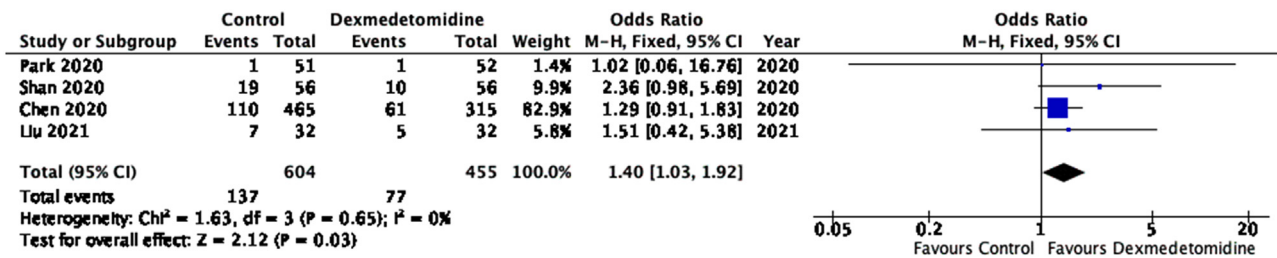 Control Dexmedetomidine Odds Ratio Odds Ratio
Study or Subgroup Events Total Events Total Weight M-H, Fixed, 95% CI Year M-H, Fixed, 95% CI
Park 2020 1 51 1 52 1.4% 1.02 [0.06, 16.76] 2020
Shan 2020 19 56 10 56 9.9% 2.36 [0.98, 5.69] 2020
Chen 2020 110 465 61 315 82.9% 1.29 [0.91, 1.83] 2020
Liu 2021 7 32 5 32 5.8% 1.51 [0.42, 5.38] 2021
Total (95% CI) 604 455 100.0% 1.40 [1.03, 1.92]
Total events 137 77
Heterogeneity: Chi² = 1.63, df = 3 (P = 0.65); I² = 0%
Test for overall effect: Z = 2.12 (P = 0.03)
0.05 0.2 1 5 20
Favours Control Favours Dexmedetomidine